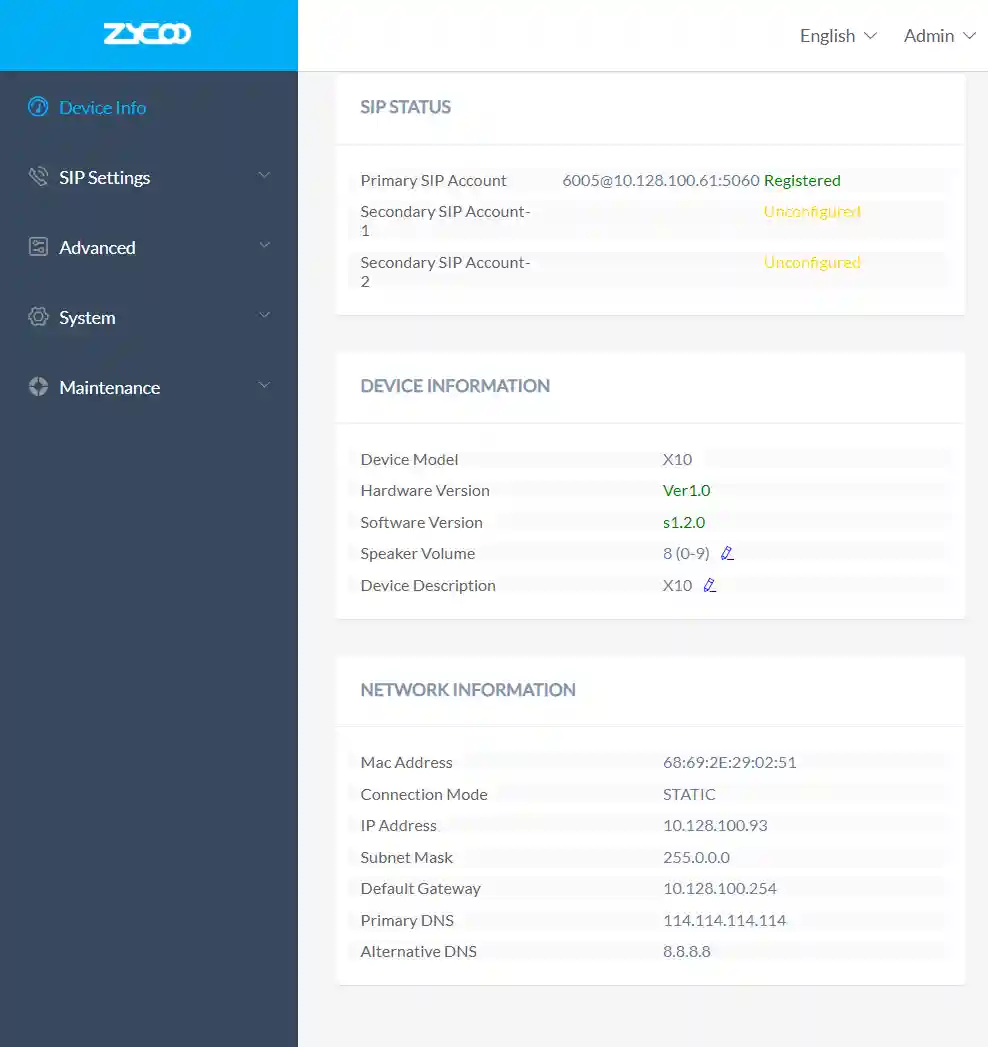 ZYCOO
English
Admin
Device Info
SIP Settings
Advanced
System
Maintenance
SIP STATUS
Primary SIP Account 6005@10.128.100.61:5060 Registered
Secondary SIP Account- Unconfigured
1
Secondary SIP Account- Unconfigured
2
DEVICE INFORMATION
Device Model X10
Hardware Version Ver1.0
Software Version s1.2.0
Speaker Volume 8 (0-9)
Device Description X10
NETWORK INFORMATION
Mac Address 68:69:2E:29:02:51
Connection Mode STATIC
IP Address 10.128.100.93
Subnet Mask 255.0.0.0
Default Gateway 10.128.100.254
Primary DNS 114.114.114.114
Alternative DNS 8.8.8.8